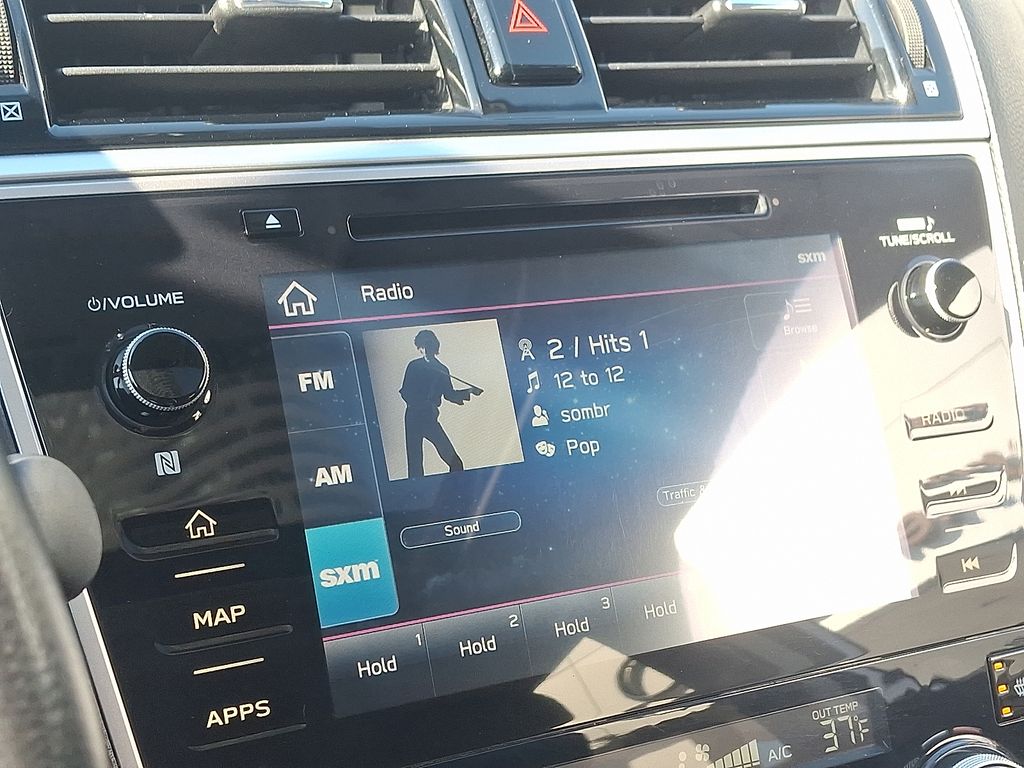 TUNE/SCROLL
sxm
⏻/VOLUME
Radio
Browse
2 / Hits 1
FM
12 to 12
sombr
RADIO
Pop
AM
Traffic
Sound
sxm
1
2
3
Hold
Hold
Hold
Hold
MAP
APPS
OUT TEMP
37°F
A/C